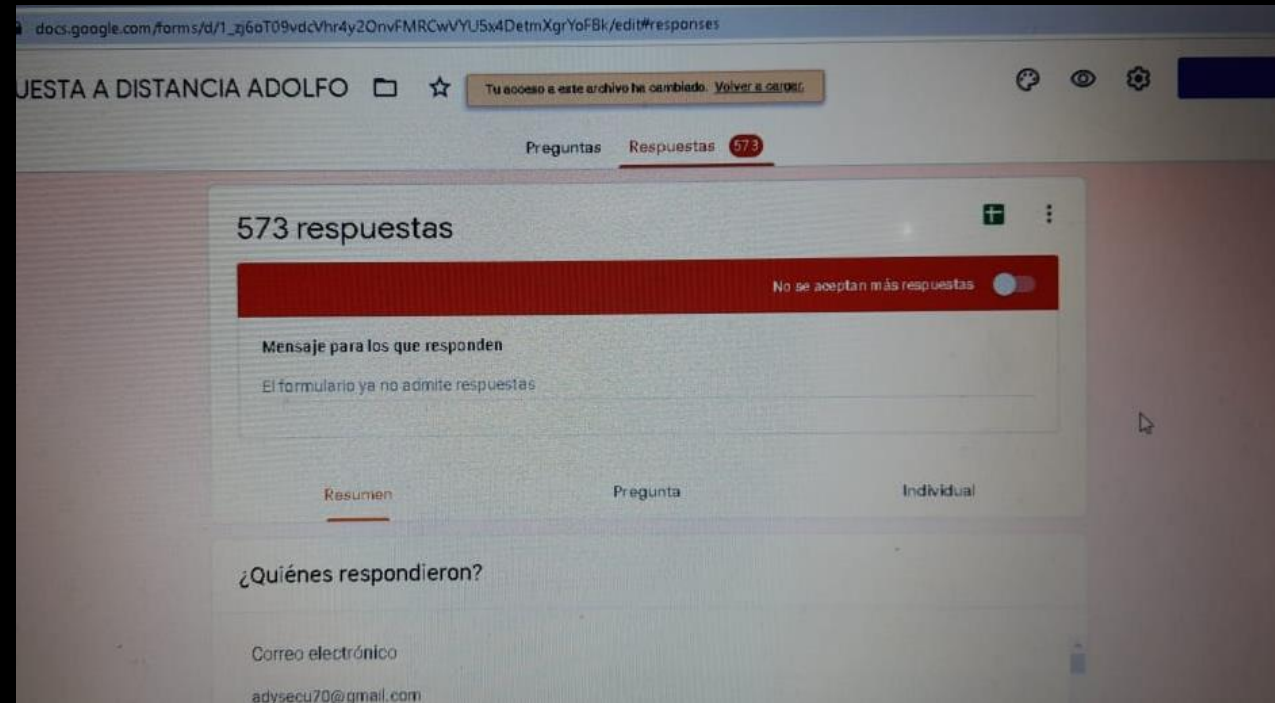 docs.google.com/forms/d/1_zj6oT09vdcVhr4y2OnvFMRCwVYU5x4DetmXgrYoFBk/edit#responses
UESTA A DISTANCIA ADOLFO
Tu acceso a este archivo ha cambiado. Volver a cargar.
Preguntas Respuestas 573
573 respuestas
No se aceptan más respuestas
Mensaje para los que responden
El formulario ya no admite respuestas
Resumen Pregunta Individual
¿Quiénes respondieron?
Correo electrónico
advsecu70@gmail.com